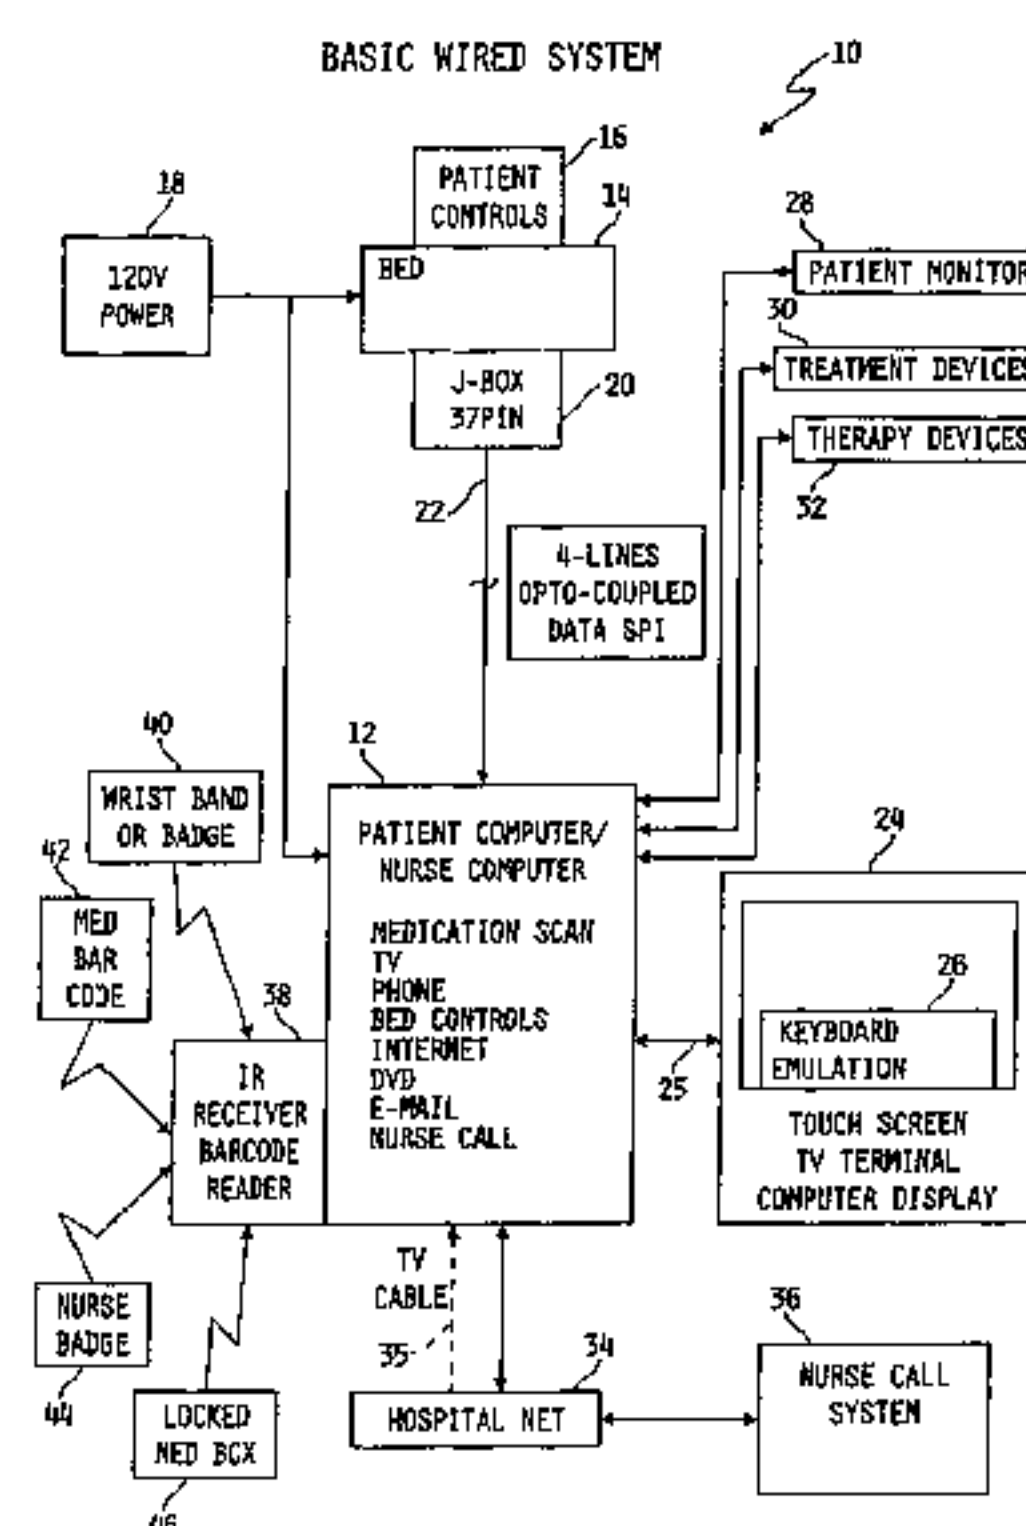 BASIC WIRED SYSTEM
10
16
PATIENT
CONTROLS
14
18
120V
POWER
BED
28
PATIENT MONITOR
30
TREATMENT DEVICES
J-BOX
37PIN
20
THERAPY DEVICES
32
22
4-LINES
OPTO-COUPLED
DATA SPI
40
WRIST BAND
OR BADGE
12
PATIENT COMPUTER/
NURSE COMPUTER
MEDICATION SCAN
TV
PHONE
BED CONTROLS
INTERNET
DVD
E-MAIL
NURSE CALL
42
MED
BAR
CODE
38
IR
RECEIVER
BARCODE
READER
24
26
KEYBOARD
EMULATION
25
TOUCH SCREEN
TV TERMINAL
COMPUTER DISPLAY
TV
CABLE
35
NURSE
BADGE
44
LOCKED
MED BOX
46
34
HOSPITAL NET
36
NURSE CALL
SYSTEM